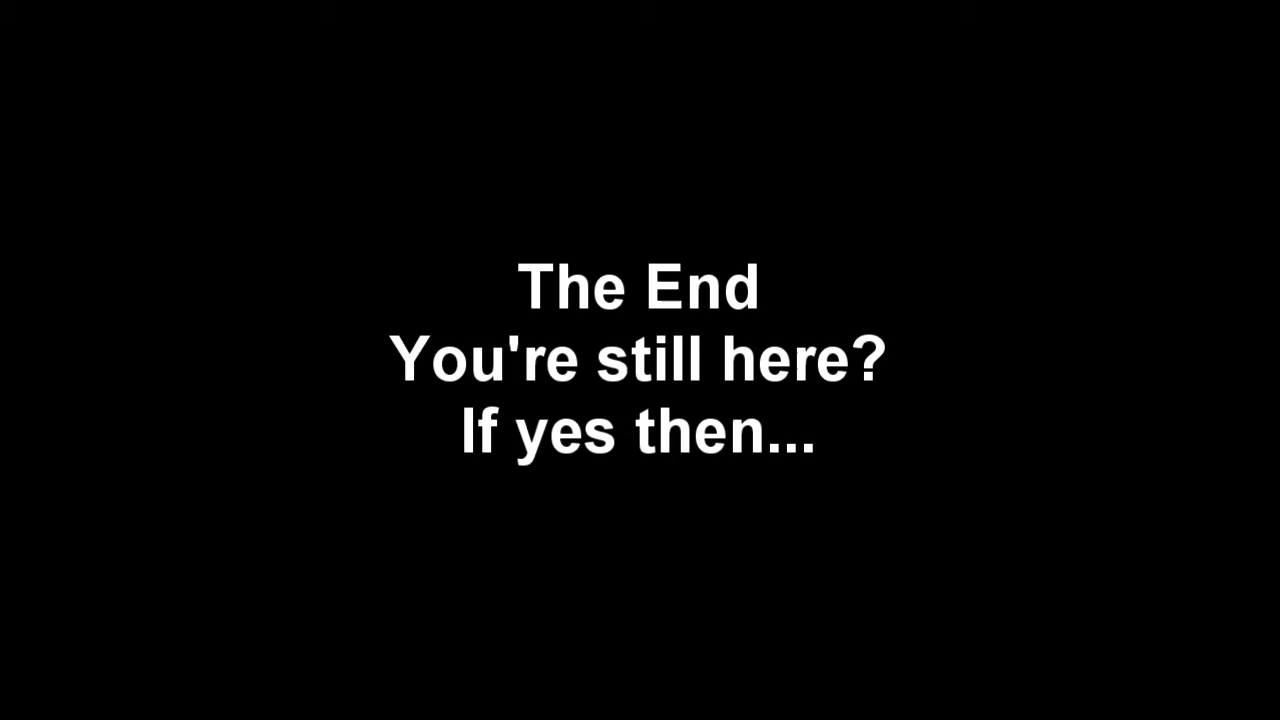 The End
You're still here?
If yes then...